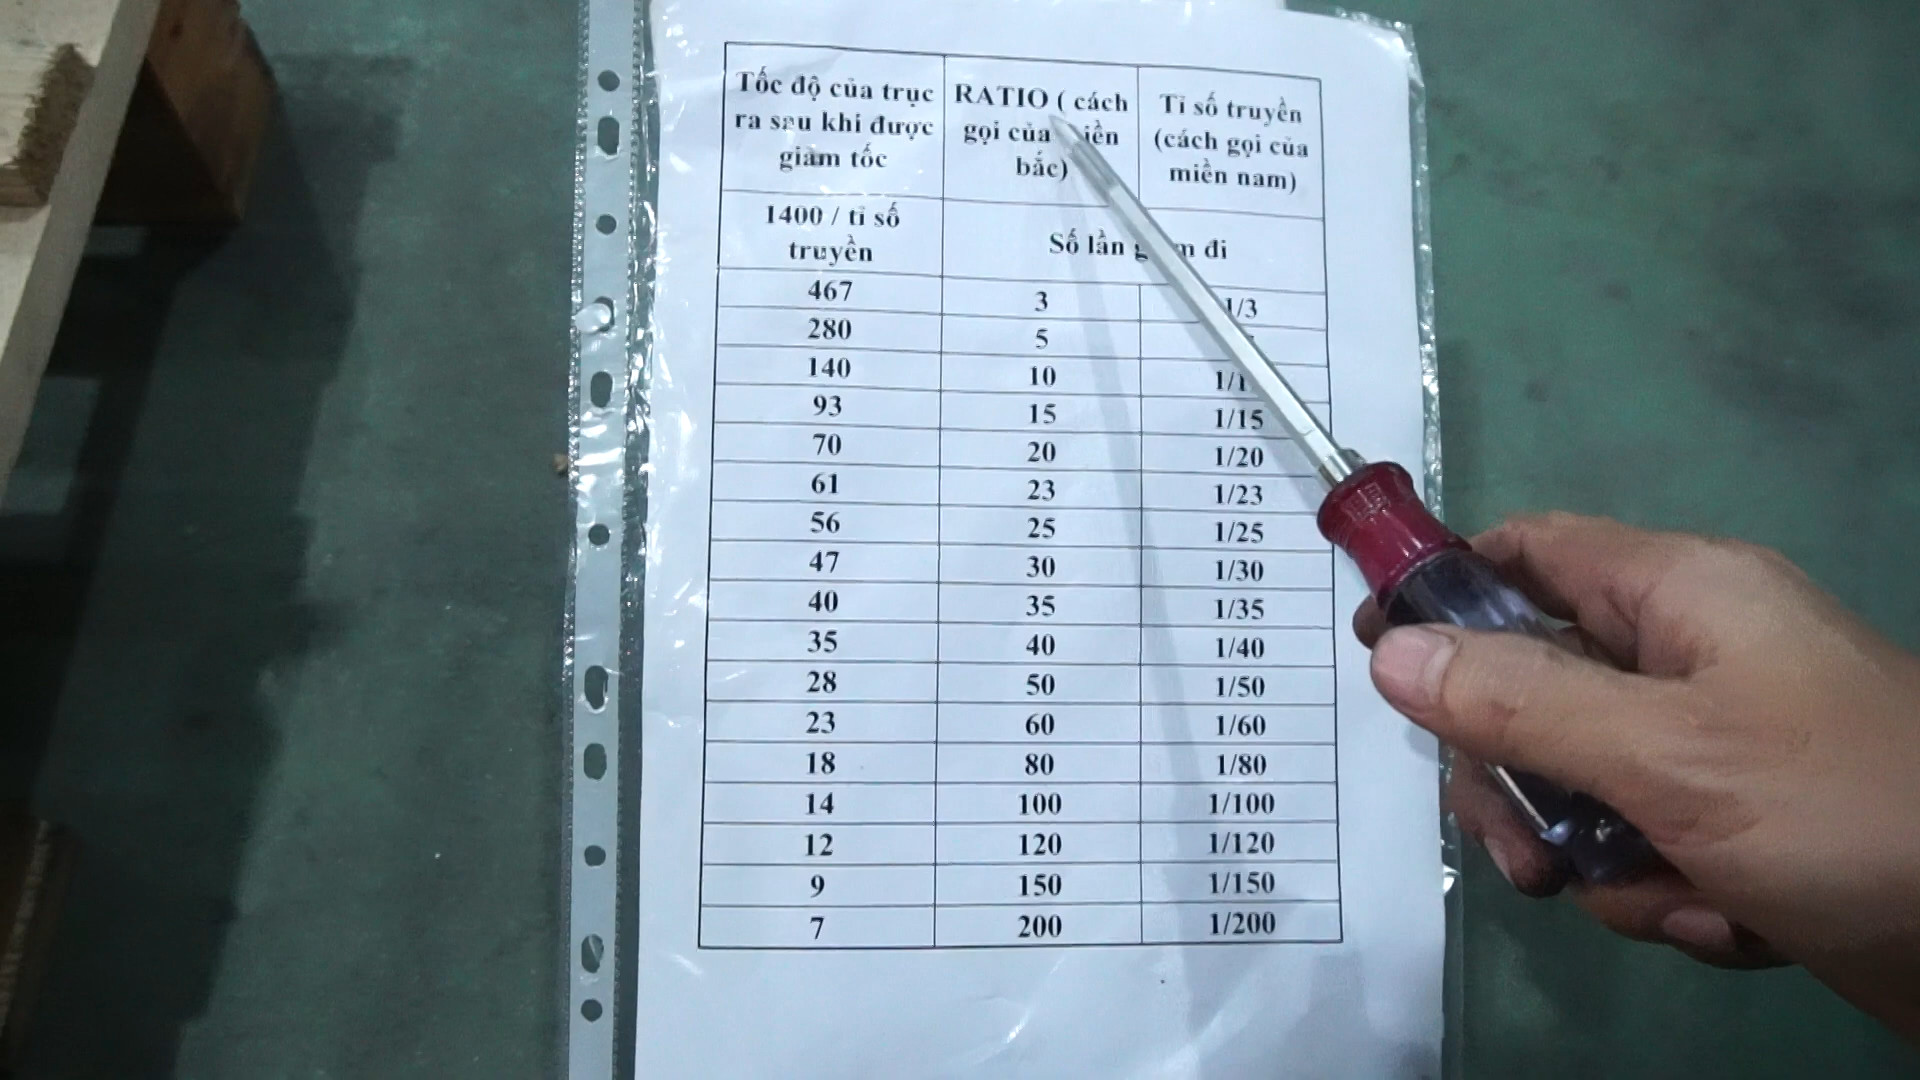 Tốc độ của trục
ra sau khi được
giảm tốc
RATIO ( cách
gọi của
bắc)
Tỉ số truyền
(cách gọi của
miền nam)
1400 / tỉ số
truyền
Số lần đi
467 3 1/3
280 5
140 10
93 15 1/15
70 20 1/20
61 23 1/23
56 25 1/25
47 30 1/30
40 35 1/35
35 40 1/40
28 50 1/50
23 60 1/60
18 80 1/80
14 100 1/100
12 120 1/120
9 150 1/150
7 200 1/200